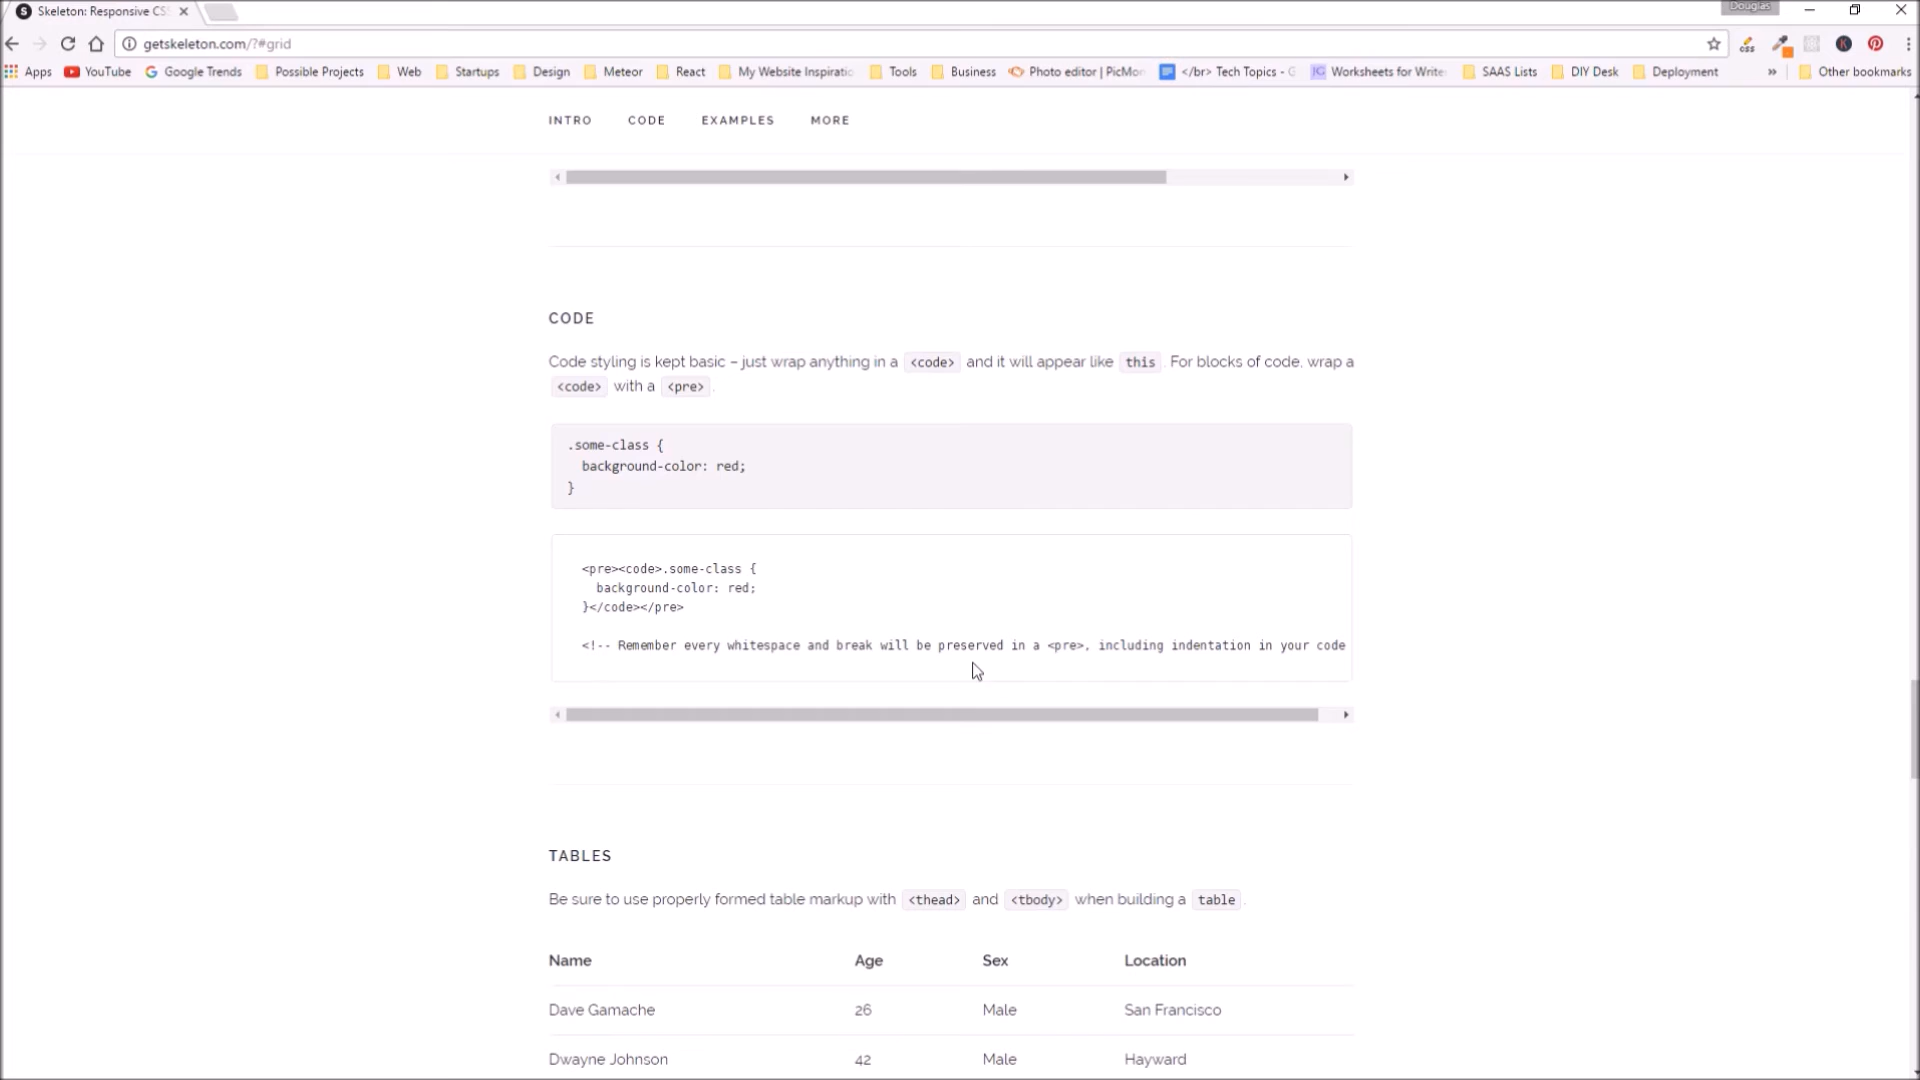 Skeleton: Responsive CS
Douglas
getskeleton.com/?#grid
Apps YouTube Google Trends Possible Projects Web Startups Design Meteor React My Website Inspiratio Tools Business Photo editor | PicMon </br> Tech Topics - G Worksheets for Write SAAS Lists DIY Desk Deployment » Other bookmarks
INTRO CODE EXAMPLES MORE
CODE
Code styling is kept basic – just wrap anything in a <code> and it will appear like this . For blocks of code, wrap a
<code> with a <pre> .
.some-class {
background-color: red;
}
<pre><code>.some-class {
background-color: red;
}</code></pre>
<!-- Remember every whitespace and break will be preserved in a <pre>, including indentation in your code
TABLES
Be sure to use properly formed table markup with <thead> and <tbody> when building a table .
Name Age Sex Location
Dave Gamache 26 Male San Francisco
Dwayne Johnson 42 Male Hayward